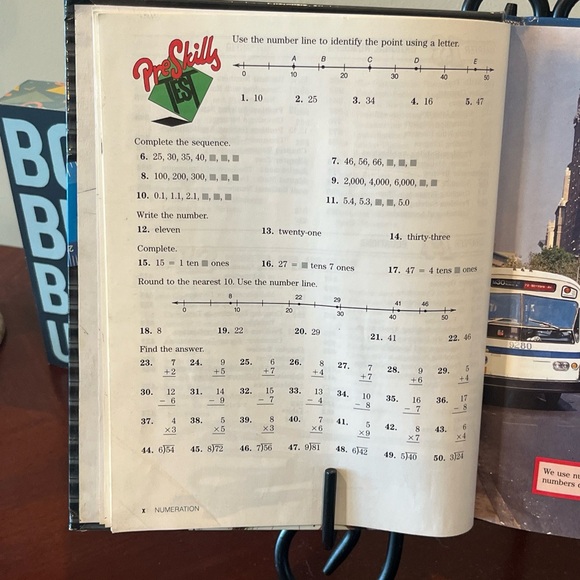 PreSkills
TEST
Use the number line to identify the point using a letter.
A B C D E
0 10 20 30 40 50
1. 10 2. 25 3. 34 4. 16 5. 47
Complete the sequence.
6. 25, 30, 35, 40, ■, ■, ■ 7. 46, 56, 66, ■, ■, ■
8. 100, 200, 300, ■, ■, ■ 9. 2,000, 4,000, 6,000, ■, ■
10. 0.1, 1.1, 2.1, ■, ■, ■ 11. 5.4, 5.3, ■, ■, 5.0
Write the number.
12. eleven 13. twenty-one 14. thirty-three
Complete.
15. 15 = 1 ten ■ ones 16. 27 = ■ tens 7 ones 17. 47 = 4 tens ■ ones
Round to the nearest 10. Use the number line.
8 22 29 41 46
0 10 20 30 40 50
18. 8 19. 22 20. 29 21. 41 22. 46
Find the answer.
23. 7 24. 9 25. 6 26. 8 27. 7 28. 9 29. 5
+2 +5 +7 +4 +7 +6 +4
30. 12 31. 14 32. 15 33. 13 34. 10 35. 16 36. 17
- 6 - 9 - 7 - 4 - 8 - 7 - 8
37. 4 38. 5 39. 8 40. 7 41. 5 42. 8 43. 6
×3 ×5 ×3 ×6 ×9 ×7 ×4
44. 6)54 45. 8)72 46. 7)56 47. 9)81 48. 6)42 49. 5)40 50. 3)24
x NUMERATION
5280
We use
numbers